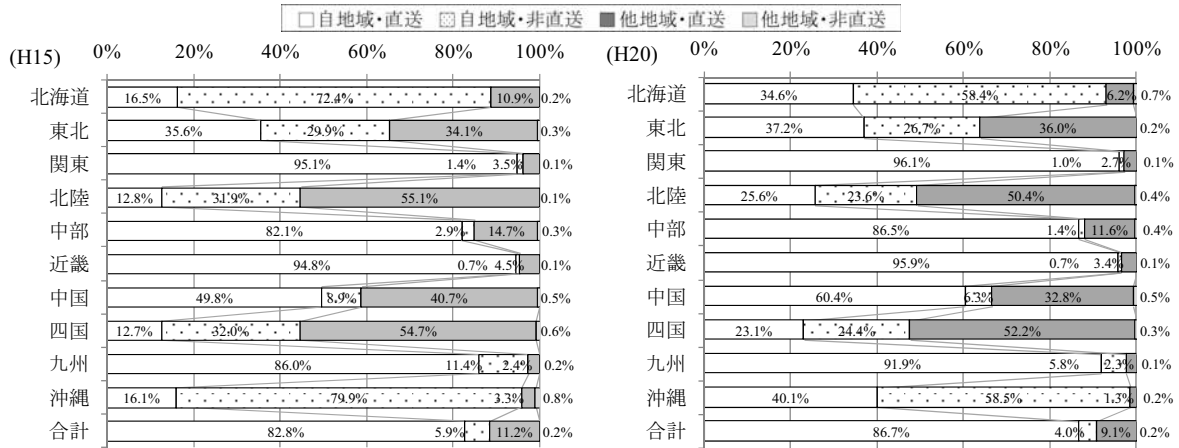 □自地域・直送 自地域・非直送 ■他地域・直送 他地域・非直送
(H15) 0% 20% 40% 60% 80% 100%
北海道 16.5% 72.4% 10.9% 0.2%
東北 35.6% 29.9% 34.1% 0.3%
関東 95.1% 1.4% 3.5% 0.1%
北陸 12.8% 31.9% 55.1% 0.1%
中部 82.1% 2.9% 14.7% 0.3%
近畿 94.8% 0.7% 4.5% 0.1%
中国 49.8% 8.9% 40.7% 0.5%
四国 12.7% 32.0% 54.7% 0.6%
九州 86.0% 11.4% 2.4% 0.2%
沖縄 16.1% 79.9% 3.3% 0.8%
合計 82.8% 5.9% 11.2% 0.2%
(H20) 0% 20% 40% 60% 80% 100%
北海道 34.6% 58.4% 6.2% 0.7%
東北 37.2% 26.7% 36.0% 0.2%
関東 96.1% 1.0% 2.7% 0.1%
北陸 25.6% 23.6% 50.4% 0.4%
中部 86.5% 1.4% 11.6% 0.4%
近畿 95.9% 0.7% 3.4% 0.1%
中国 60.4% 6.3% 32.8% 0.5%
四国 23.1% 24.4% 52.2% 0.3%
九州 91.9% 5.8% 2.3% 0.1%
沖縄 40.1% 58.5% 1.3% 0.2%
合計 86.7% 4.0% 9.1% 0.2%